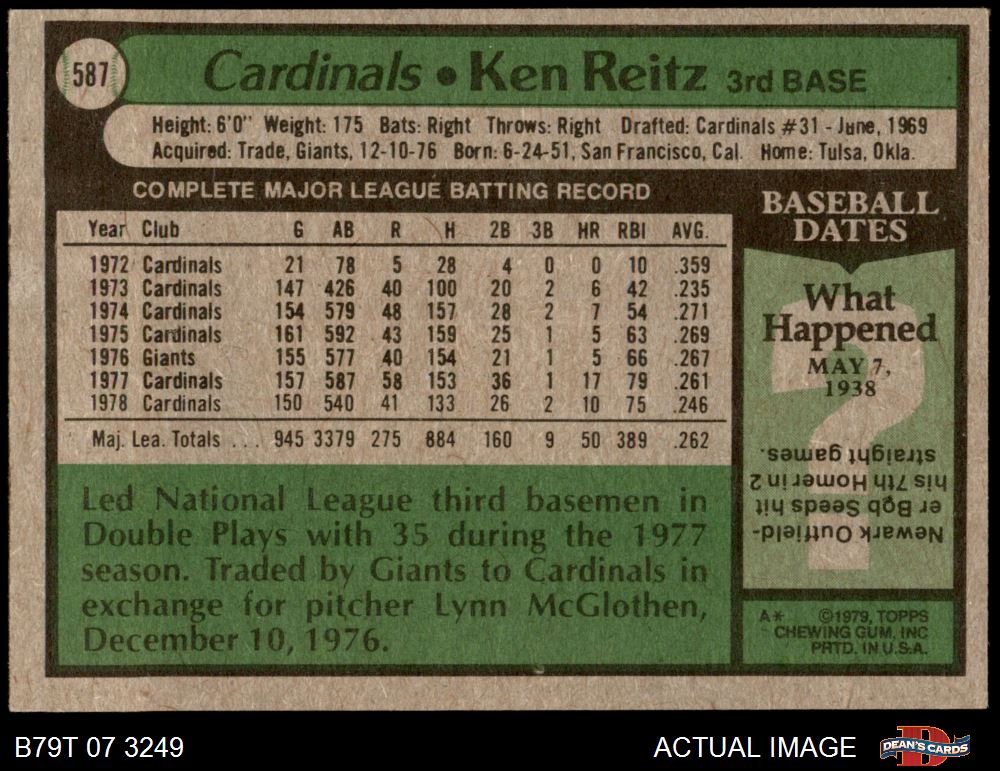 587
Cardinals • Ken Reitz 3rd BASE
Height: 6'0" Weight: 175 Bats: Right Throws: Right Drafted: Cardinals #31 - June, 1969
Acquired: Trade, Giants, 12-10-76 Born: 6-24-51, San Francisco, Cal. Home: Tulsa, Okla.
COMPLETE MAJOR LEAGUE BATTING RECORD
Year Club G AB R H 2B 3B HR RBI AVG.
1972 Cardinals 21 78 5 28 4 0 0 10 .359
1973 Cardinals 147 426 40 100 20 2 6 42 .235
1974 Cardinals 154 579 48 157 28 2 7 54 .271
1975 Cardinals 161 592 43 159 25 1 5 63 .269
1976 Giants 155 577 40 154 21 1 5 66 .267
1977 Cardinals 157 587 58 153 36 1 17 79 .261
1978 Cardinals 150 540 41 133 26 2 10 75 .246
Maj. Lea. Totals . . . 945 3379 275 884 160 9 50 389 .262
Led National League third basemen in
Double Plays with 35 during the 1977
season. Traded by Giants to Cardinals in
exchange for pitcher Lynn McGlothen,
December 10, 1976.
BASEBALL
DATES
What
Happened
MAY 7,
1938
?
Newark Outfield-
er Bob Seeds hit
his 7th Homer in 2
straight games.
A* ©1979, TOPPS
CHEWING GUM, INC
PRTD. IN U.S.A.
B79T 07 3249
ACTUAL IMAGE
D
DEAN'S CARDS